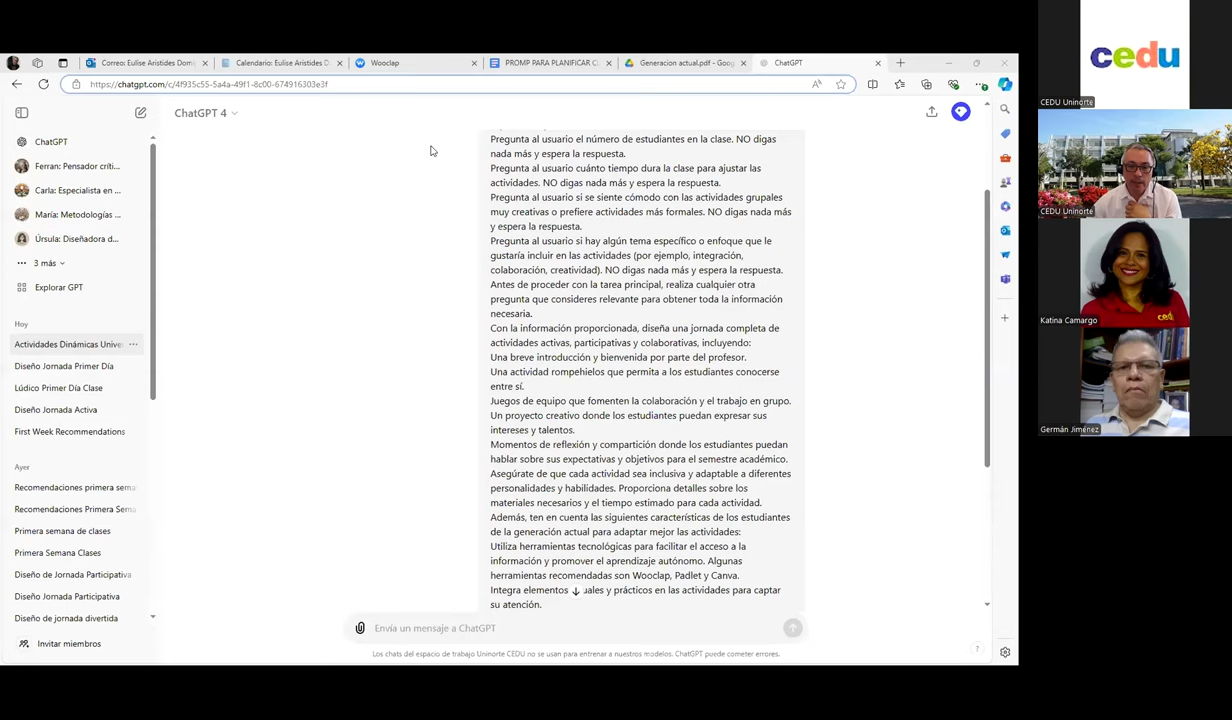 cedu
CEDU Uninorte
Correo: Eulise Aristides Dom
Calendario: Eulise Aristides D
Wooclap
PROMP PARA PLANIFICAR C
Generacion actual.pdf - Goog
ChatGPT
https://chatgpt.com/c/4f935c55-5a4a-49f1-8c00-674916303e3f
ChatGPT 4
ChatGPT
Ferran: Pensador críti...
Carla: Especialista en ...
María: Metodologías ...
Úrsula: Diseñadora d...
3 más
Explorar GPT
Hoy
Actividades Dinámicas Unive
Diseño Jornada Primer Día
Lúdico Primer Día Clase
Diseño Jornada Activa
First Week Recommendations
Ayer
Recomendaciones primera sema
Recomendaciones Primera Sema
Primera semana de clases
Primera Semana Clases
Diseño de Jornada Participativa
Diseño Jornada Participativa
Diseño de jornada divertida
Invitar miembros
Pregunta al usuario el número de estudiantes en la clase. NO digas
nada más y espera la respuesta.
Pregunta al usuario cuánto tiempo dura la clase para ajustar las
actividades. NO digas nada más y espera la respuesta.
Pregunta al usuario si se siente cómodo con las actividades grupales
muy creativas o prefiere actividades más formales. NO digas nada más
y espera la respuesta.
Pregunta al usuario si hay algún tema específico o enfoque que le
gustaría incluir en las actividades (por ejemplo, integración,
colaboración, creatividad). NO digas nada más y espera la respuesta.
Antes de proceder con la tarea principal, realiza cualquier otra
pregunta que consideres relevante para obtener toda la información
necesaria.
Con la información proporcionada, diseña una jornada completa de
actividades activas, participativas y colaborativas, incluyendo:
Una breve introducción y bienvenida por parte del profesor.
Una actividad rompehielos que permita a los estudiantes conocerse
entre sí.
Juegos de equipo que fomenten la colaboración y el trabajo en grupo.
Un proyecto creativo donde los estudiantes puedan expresar sus
intereses y talentos.
Momentos de reflexión y compartición donde los estudiantes puedan
hablar sobre sus expectativas y objetivos para el semestre académico.
Asegúrate de que cada actividad sea inclusiva y adaptable a diferentes
personalidades y habilidades. Proporciona detalles sobre los
materiales necesarios y el tiempo estimado para cada actividad.
Además, ten en cuenta las siguientes características de los estudiantes
de la generación actual para adaptar mejor las actividades:
Utiliza herramientas tecnológicas para facilitar el acceso a la
información y promover el aprendizaje autónomo. Algunas
herramientas recomendadas son Wooclap, Padlet y Canva.
Integra elementos uales y prácticos en las actividades para captar
su atención.
Envía un mensaje a ChatGPT
Los chats del espacio de trabajo Uninorte CEDU no se usan para entrenar a nuestros modelos. ChatGPT puede cometer errores.
?
CEDU Uninorte
Katina Camargo
Germán Jiménez